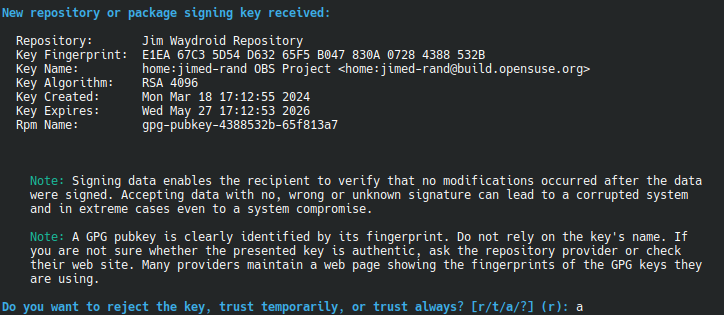 New repository or package signing key received:
Repository: Jim Waydroid Repository
Key Fingerprint: E1EA 67C3 5D54 D632 65F5 B047 830A 0728 4388 532B
Key Name: home:jimed-rand OBS Project <home:jimed-rand@build.opensuse.org>
Key Algorithm: RSA 4096
Key Created: Mon Mar 18 17:12:55 2024
Key Expires: Wed May 27 17:12:53 2026
Rpm Name: gpg-pubkey-4388532b-65f813a7
Note: Signing data enables the recipient to verify that no modifications occurred after the data
were signed. Accepting data with no, wrong or unknown signature can lead to a corrupted system
and in extreme cases even to a system compromise.
Note: A GPG pubkey is clearly identified by its fingerprint. Do not rely on the key's name. If
you are not sure whether the presented key is authentic, ask the repository provider or check
their web site. Many providers maintain a web page showing the fingerprints of the GPG keys they
are using.
Do you want to reject the key, trust temporarily, or trust always? [r/t/a/?] (r): a